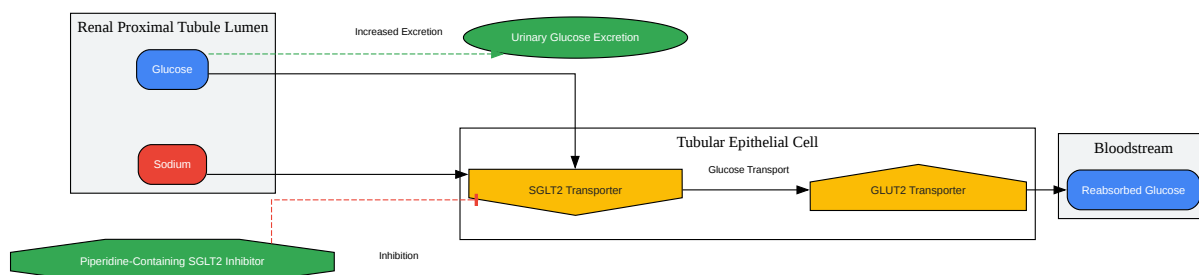 Renal Proximal Tubule Lumen
Increased Excretion
Urinary Glucose Excretion
Glucose
Tubular Epithelial Cell
Bloodstream
Sodium
Glucose Transport
SGLT2 Transporter
GLUT2 Transporter
Reabsorbed Glucose
Piperidine-Containing SGLT2 Inhibitor
Inhibition